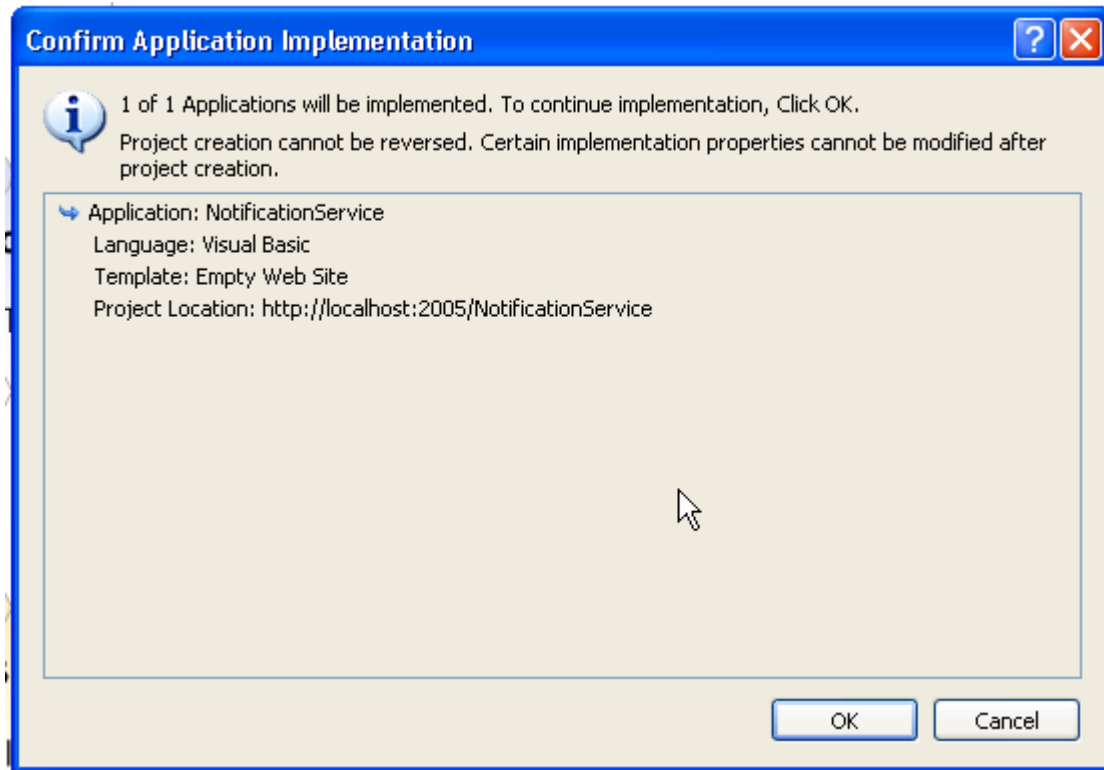 Confirm Application Implementation
1 of 1 Applications will be implemented. To continue implementation, Click OK.
Project creation cannot be reversed. Certain implementation properties cannot be modified after
project creation.
Application: NotificationService
Language: Visual Basic
Template: Empty Web Site
Project Location: http://localhost:2005/NotificationService
OK
Cancel